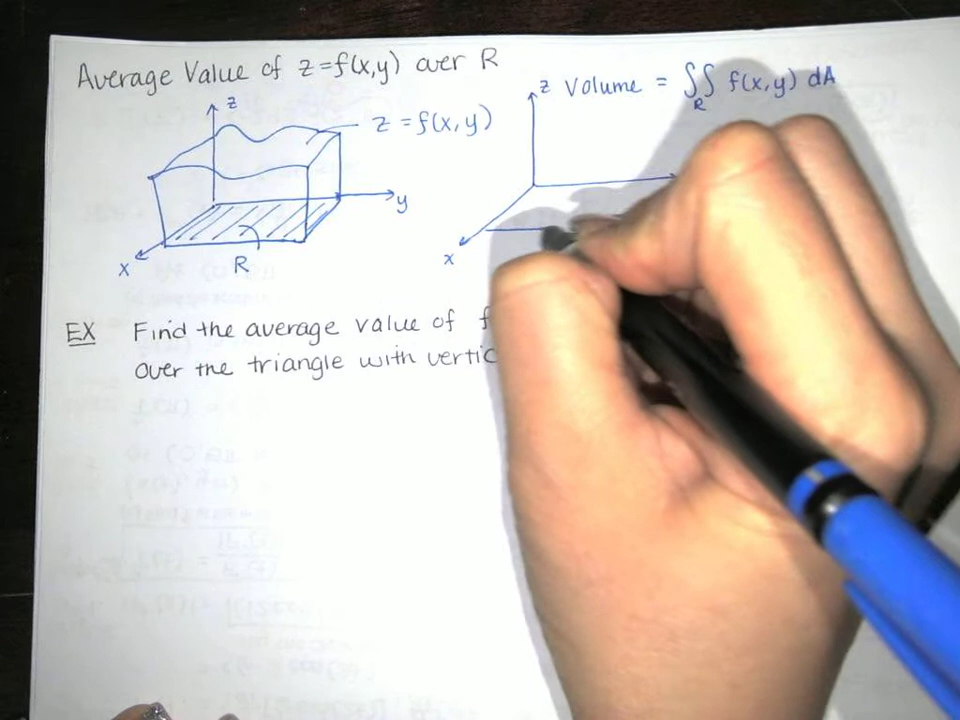 Average Value of z=f(x,y) over R
z
z = f(x,y)
y
x
R
z Volume = ∬ f(x,y) dA
R
x
EX Find the average value of f
over the triangle with vertic